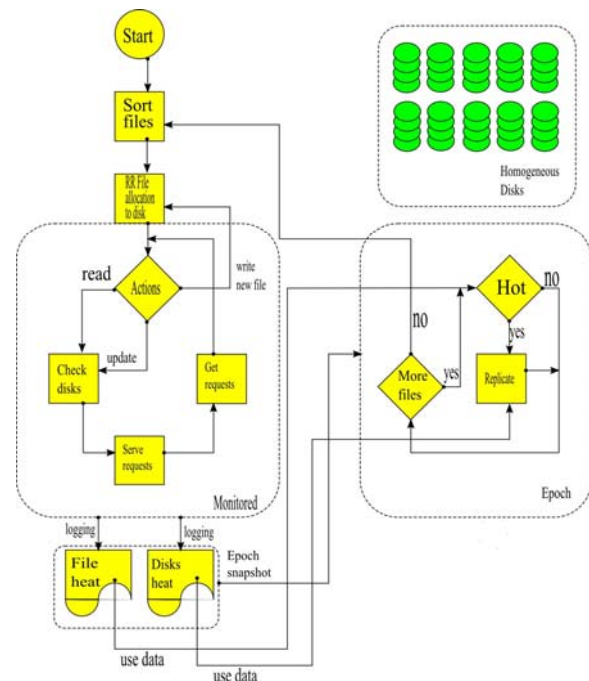 Start
Sort
files
RR File
allocation
to disk
Homogeneous
Disks
read
Actions
write
new file
Hot
no
no
update
yes
Check
disks
Get
requests
More
files
yes
Replicate
Serve
requests
Monitored
Epoch
logging
logging
File
heat
Disks
heat
Epoch
snapshot
use data
use data